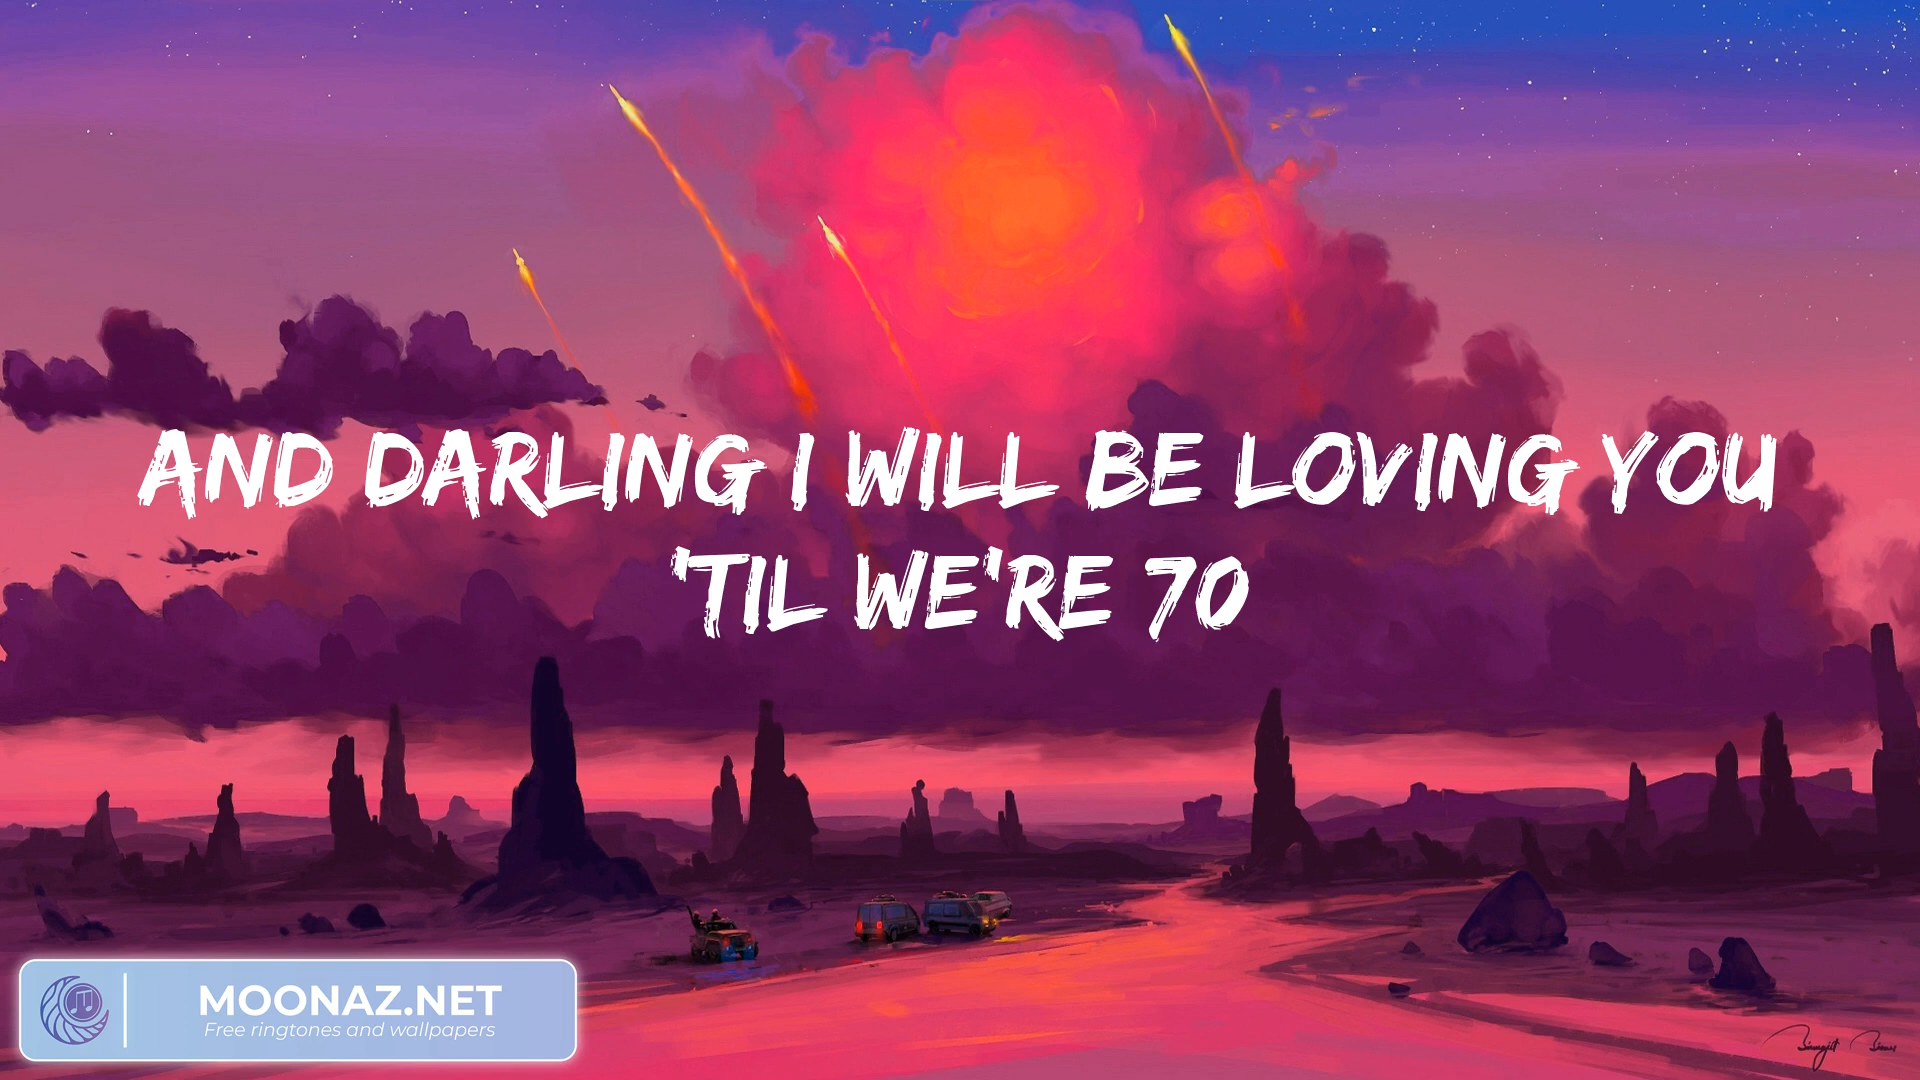 AND DARLING I WILL BE LOVING YOU
'TIL WE'RE 70
MOONAZ.NET
Free ringtones and wallpapers